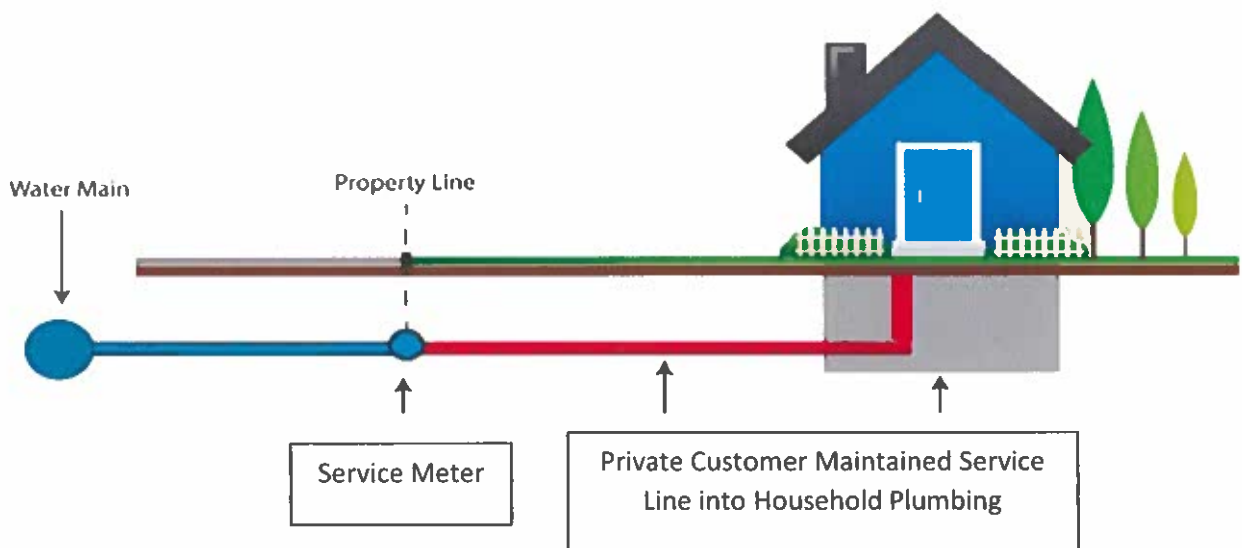 Water Main
Property Line
Service Meter
Private Customer Maintained Service
Line into Household Plumbing